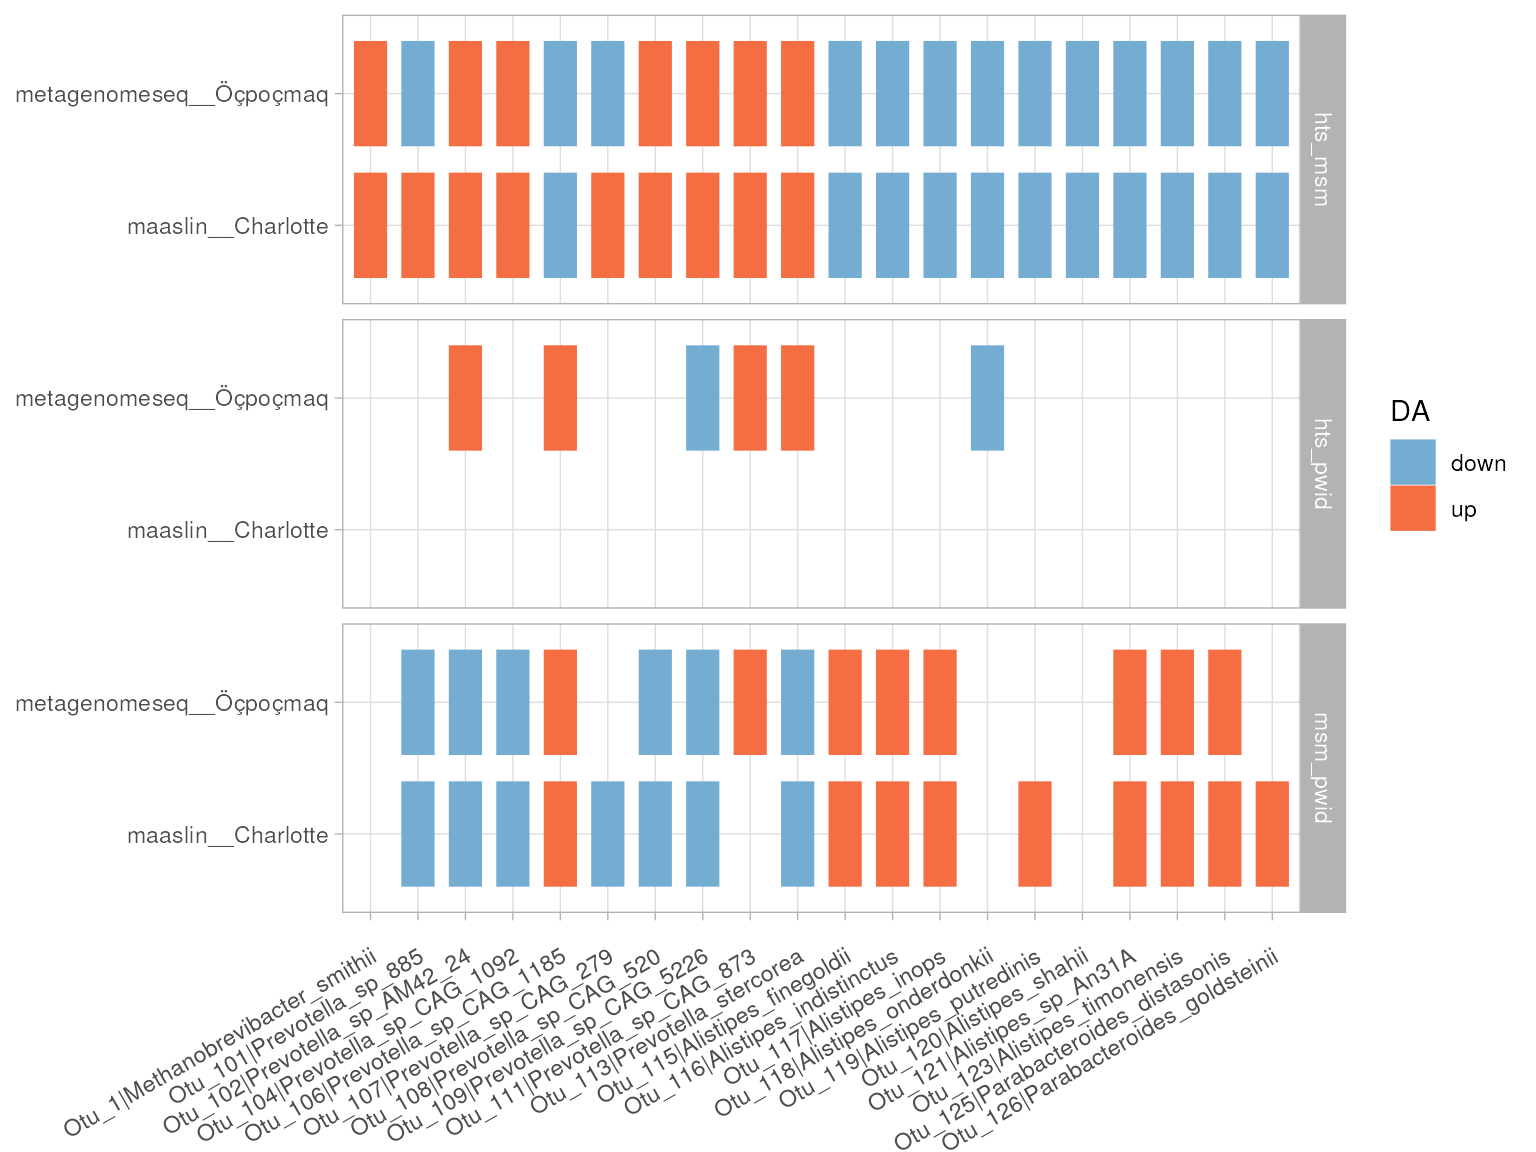 metagenomeseq__Öçpoçmaq
maaslin__Charlotte
hts_msm
metagenomeseq__Öçpoçmaq
maaslin__Charlotte
hts_pwid
metagenomeseq__Öçpoçmaq
maaslin__Charlotte
msm_pwid
DA
down
up
Otu_1|Methanobrevibacter_smithii
Otu_101|Prevotella_sp_885
Otu_102|Prevotella_sp_AM42_24
Otu_104|Prevotella_sp_CAG_1092
Otu_106|Prevotella_sp_CAG_1185
Otu_107|Prevotella_sp_CAG_279
Otu_108|Prevotella_sp_CAG_520
Otu_109|Prevotella_sp_CAG_5226
Otu_111|Prevotella_sp_CAG_873
Otu_113|Prevotella_stercorea
Otu_115|Alistipes_finegoldii
Otu_116|Alistipes_indistinctus
Otu_117|Alistipes_inops
Otu_118|Alistipes_onderdonkii
Otu_119|Alistipes_putredinis
Otu_120|Alistipes_shahii
Otu_121|Alistipes_sp_An31A
Otu_123|Alistipes_timonensis
Otu_125|Parabacteroides_distasonis
Otu_126|Parabacteroides_goldsteinii